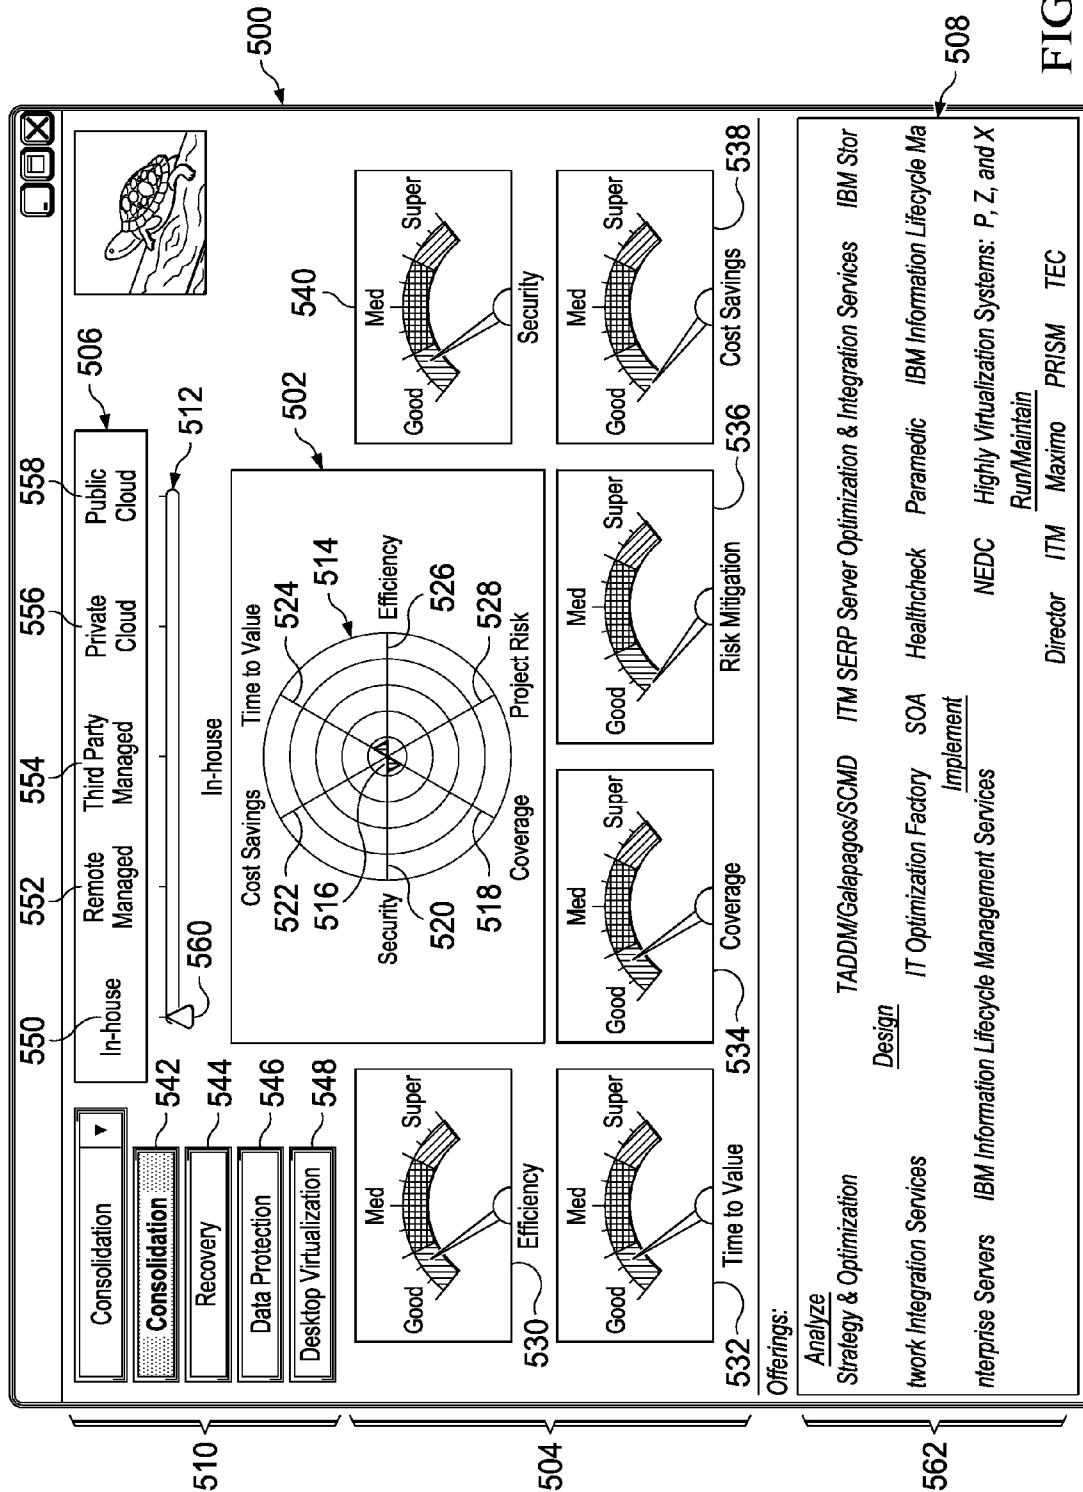 500
550
552
554
556
558
506
In-house
Remote Managed
Third Party Managed
Private Cloud
Public Cloud
512
560
In-house
Consolidation ▼
Consolidation
542
Recovery
544
Data Protection
546
Desktop Virtualization
548
510
502
Cost Savings
Time to Value
522
524
514
516
Security
Efficiency
520
526
518
528
Coverage
Project Risk
Good
Med
Super
Efficiency
530
540
Good
Med
Super
Security
504
Good
Med
Super
Time to Value
532
Good
Med
Super
Coverage
534
Good
Med
Super
Risk Mitigation
536
Good
Med
Super
Cost Savings
538
Offerings:
508
562
Analyze
Strategy & Optimization TADDM/Galapagos/SCMD ITM SERP Server Optimization & Integration Services IBM Stor
Design
twork Integration Services IT Optimization Factory SOA Healthcheck Paramedic IBM Information Lifecycle Ma
Implement
nterprise Servers IBM Information Lifecycle Management Services NEDC Highly Virtualization Systems: P, Z, and X
Run/Maintain
Director ITM Maximo PRISM TEC
FIG